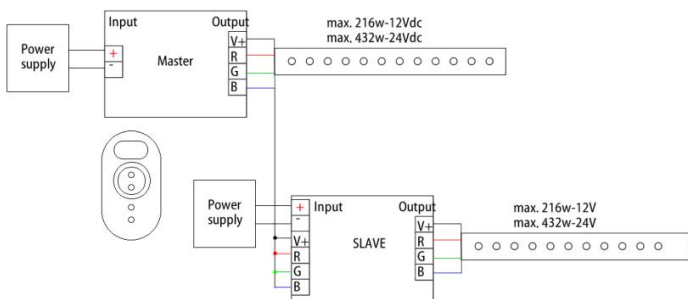 Input
Output
max. 216w-12Vdc
max. 432w-24Vdc
Power
supply
+
-
Master
V+
R
G
B
Power
supply
+
-
Input
Output
max. 216w-12V
max. 432w-24V
V+
R
G
B
SLAVE
V+
R
G
B